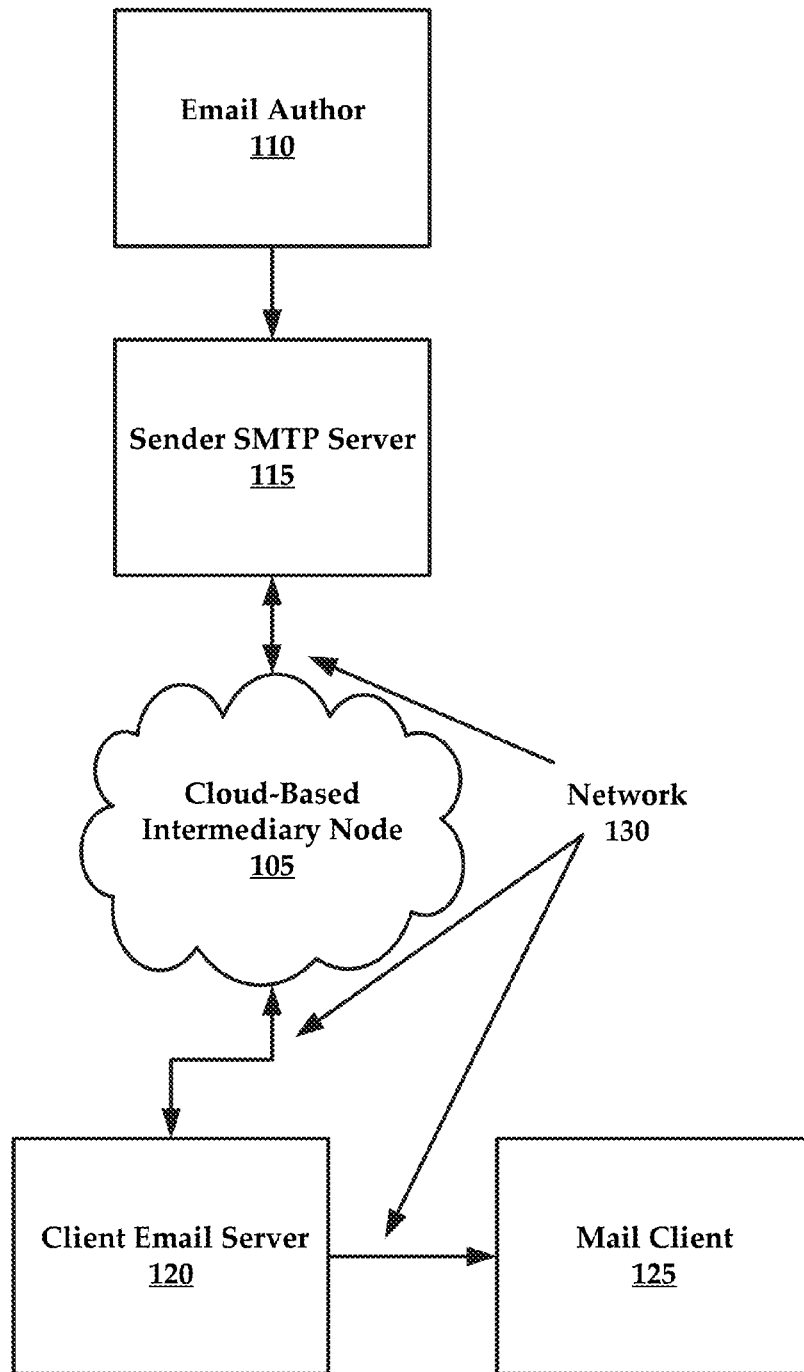 Email Author
110
Sender SMTP Server
115
Cloud-Based
Intermediary Node
105
Network
130
Client Email Server
120
Mail Client
125